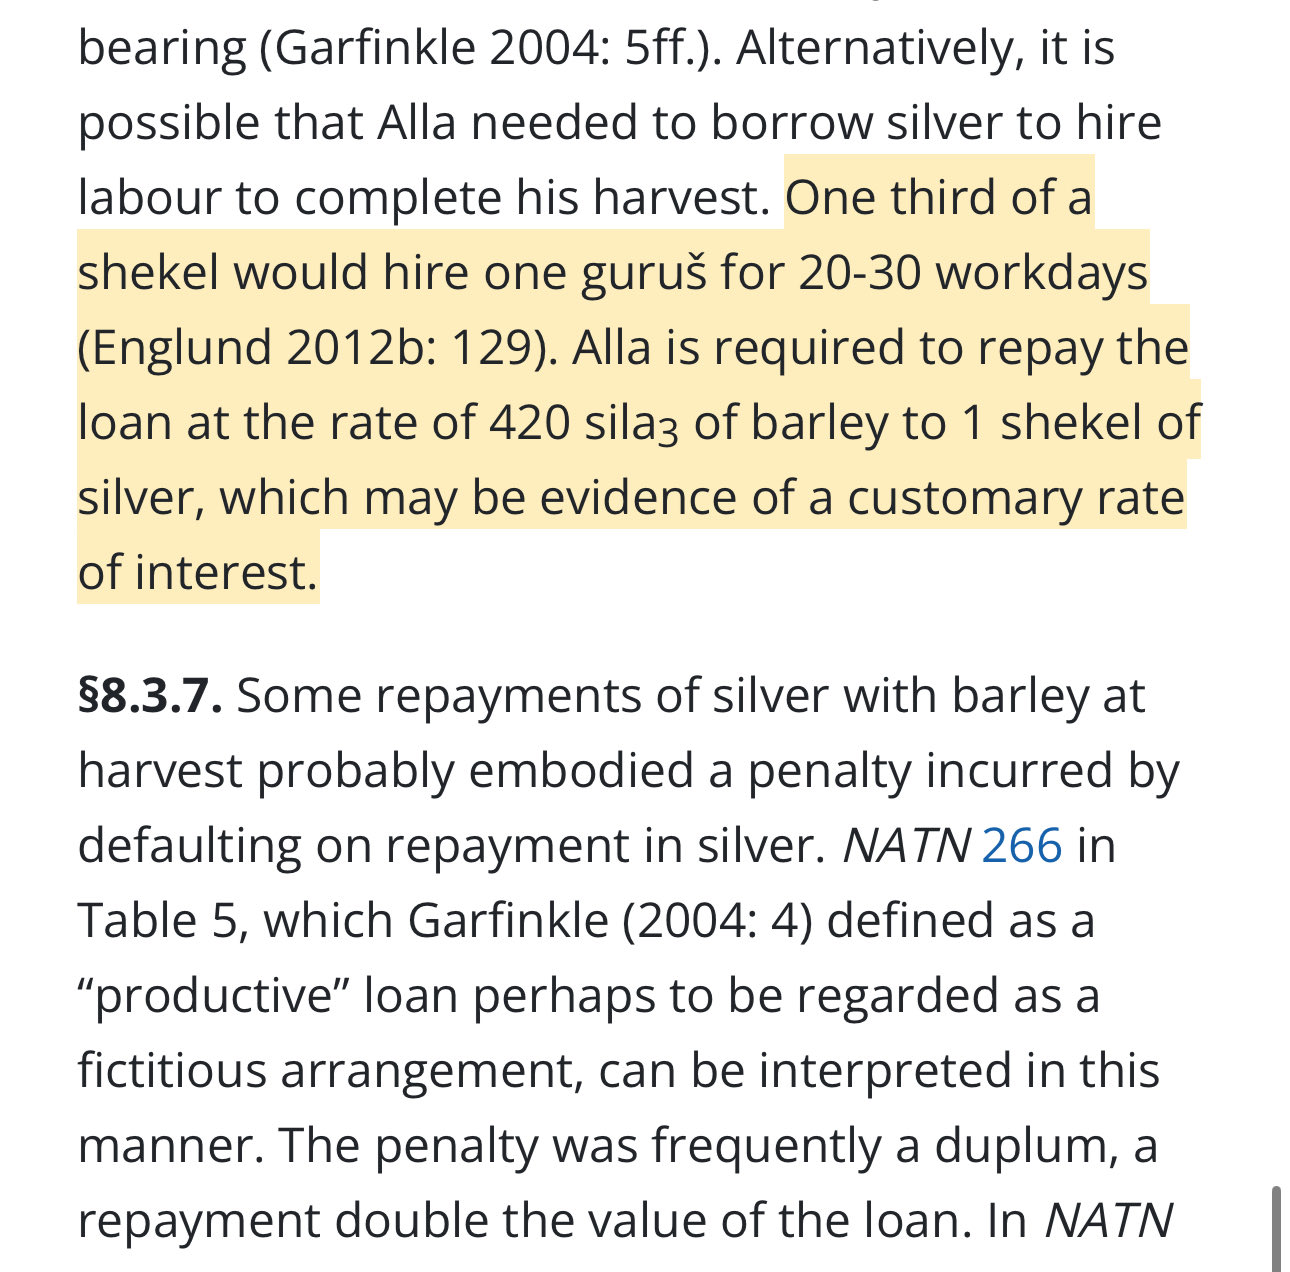 bearing (Garfinkle 2004: 5ff.). Alternatively, it is
possible that Alla needed to borrow silver to hire
labour to complete his harvest. One third of a
shekel would hire one guruš for 20-30 workdays
(Englund 2012b: 129). Alla is required to repay the
loan at the rate of 420 sila₃ of barley to 1 shekel of
silver, which may be evidence of a customary rate
of interest.
§8.3.7. Some repayments of silver with barley at
harvest probably embodied a penalty incurred by
defaulting on repayment in silver. NATN 266 in
Table 5, which Garfinkle (2004: 4) defined as a
“productive” loan perhaps to be regarded as a
fictitious arrangement, can be interpreted in this
manner. The penalty was frequently a duplum, a
repayment double the value of the loan. In NATN